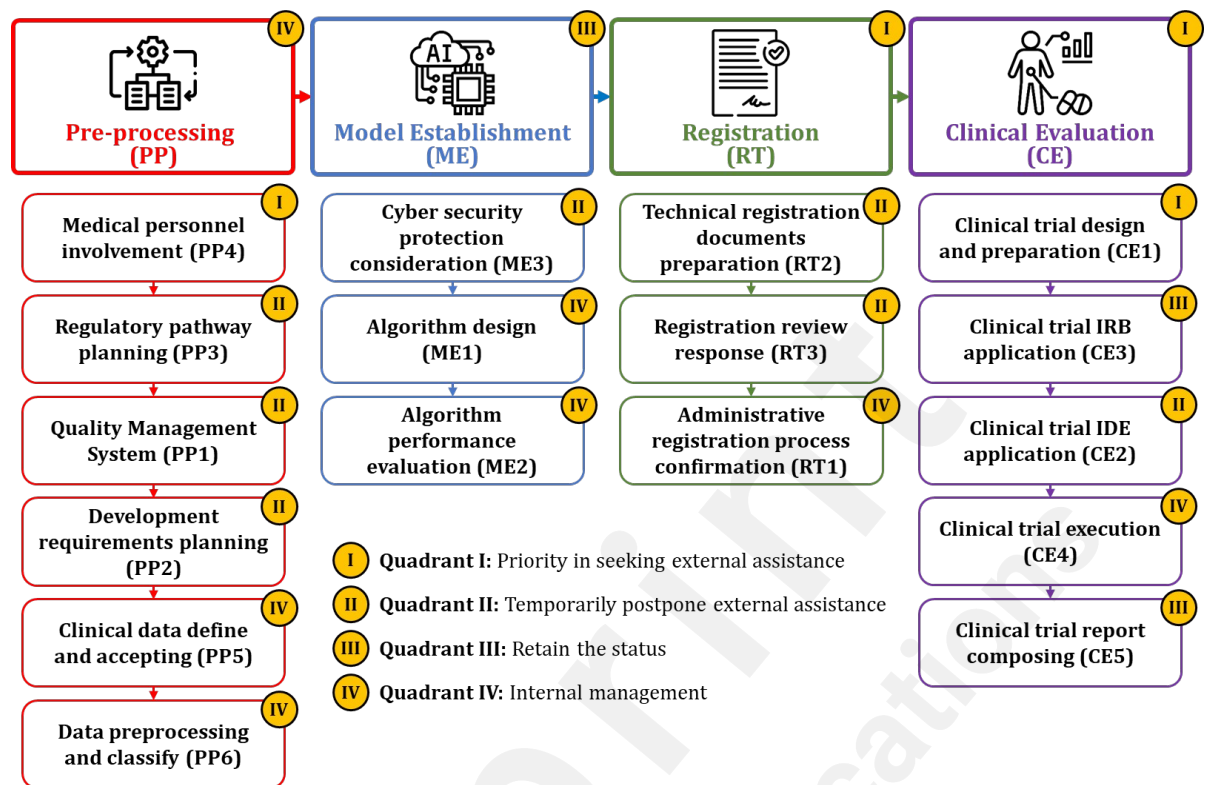 IV
III
I
I
AI
Pre-processing
(PP)
Model Establishment
(ME)
Registration
(RT)
Clinical Evaluation
(CE)
I
Medical personnel
involvement (PP4)
II
Regulatory pathway
planning (PP3)
II
Quality Management
System (PP1)
II
Development
requirements planning
(PP2)
IV
Clinical data define
and accepting (PP5)
IV
Data preprocessing
and classify (PP6)
II
Cyber security
protection
consideration (ME3)
IV
Algorithm design
(ME1)
IV
Algorithm
performance
evaluation (ME2)
II
Technical registration
documents
preparation (RT2)
II
Registration review
response (RT3)
IV
Administrative
registration process
confirmation (RT1)
I
Clinical trial design
and preparation (CE1)
III
Clinical trial IRB
application (CE3)
II
Clinical trial IDE
application (CE2)
IV
Clinical trial execution
(CE4)
III
Clinical trial report
composing (CE5)
I Quadrant I: Priority in seeking external assistance
II Quadrant II: Temporarily postpone external assistance
III Quadrant III: Retain the status
IV Quadrant IV: Internal management